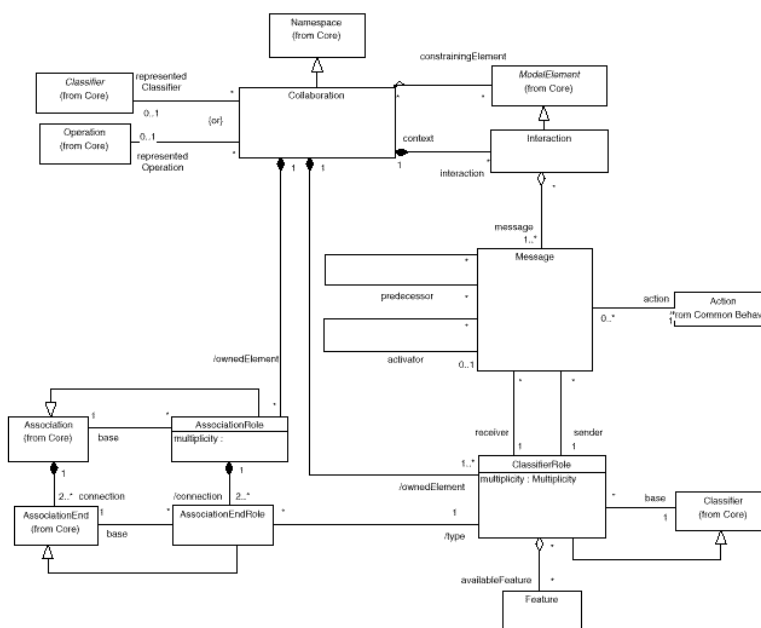 Namespace
(from Core)
constrainingElement
Classifier
(from Core)
represented
Classifier
*
0..1
Collaboration
*
*
ModelElement
(from Core)
Operation
(from Core)
0..1
{or}
*
represented
Operation
context
1
Interaction
*
interaction
1
1
*
message
1..*
Message
*
predecessor
*
*
activator
0..1
action
0..*
1
Action
rom Common Behav
/ownedElement
*
*
*
receiver
sender
1
1
Association
(from Core)
1
*
base
AssociationRole
multiplicity :
1..*
/ownedElement
ClassifierRole
multiplicity : Multiplicity
*
base
1
Classifier
(from Core)
1
1
2..*
connection
/connection
2..*
AssociationEnd
(from Core)
1
*
base
AssociationEndRole
*
1
/type
*
availableFeature
*
Feature